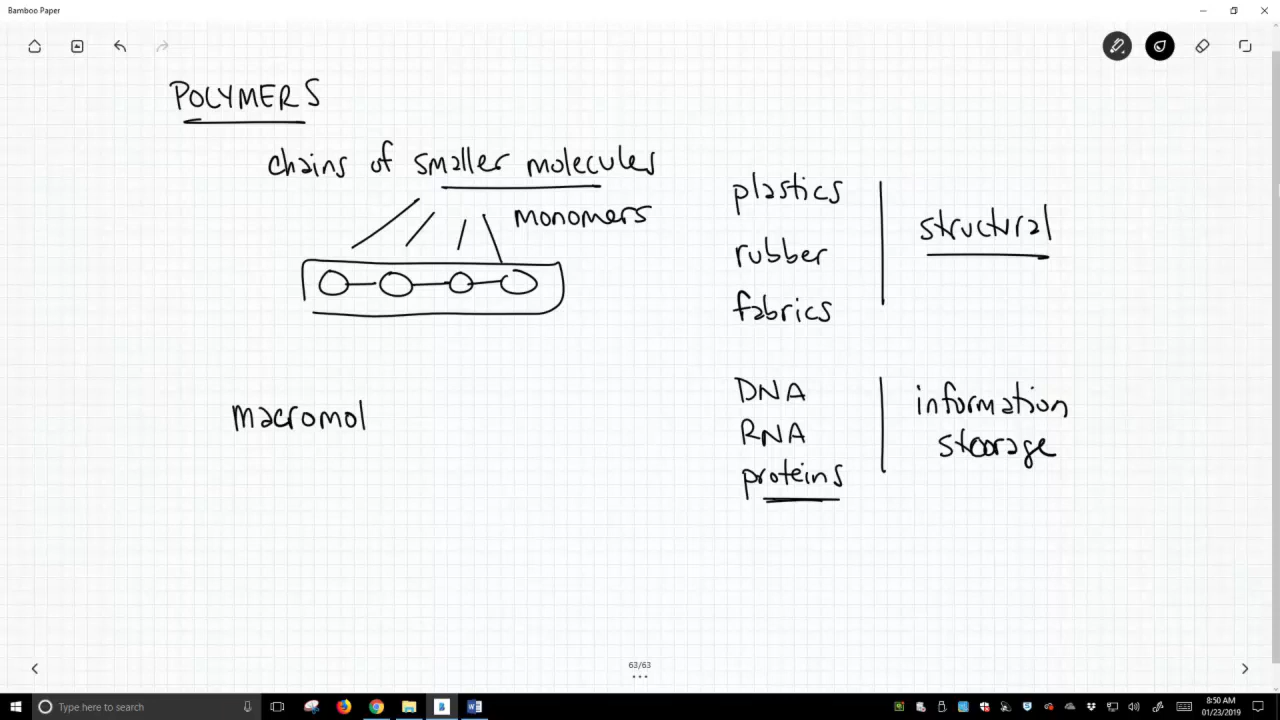 Bamboo Paper
POLYMERS
chains of smaller molecules
monomers
macromol
plastics
rubber
fabrics
structural
DNA
RNA
proteins
information
storage
63/63
Type here to search
8:50 AM
01/23/2019